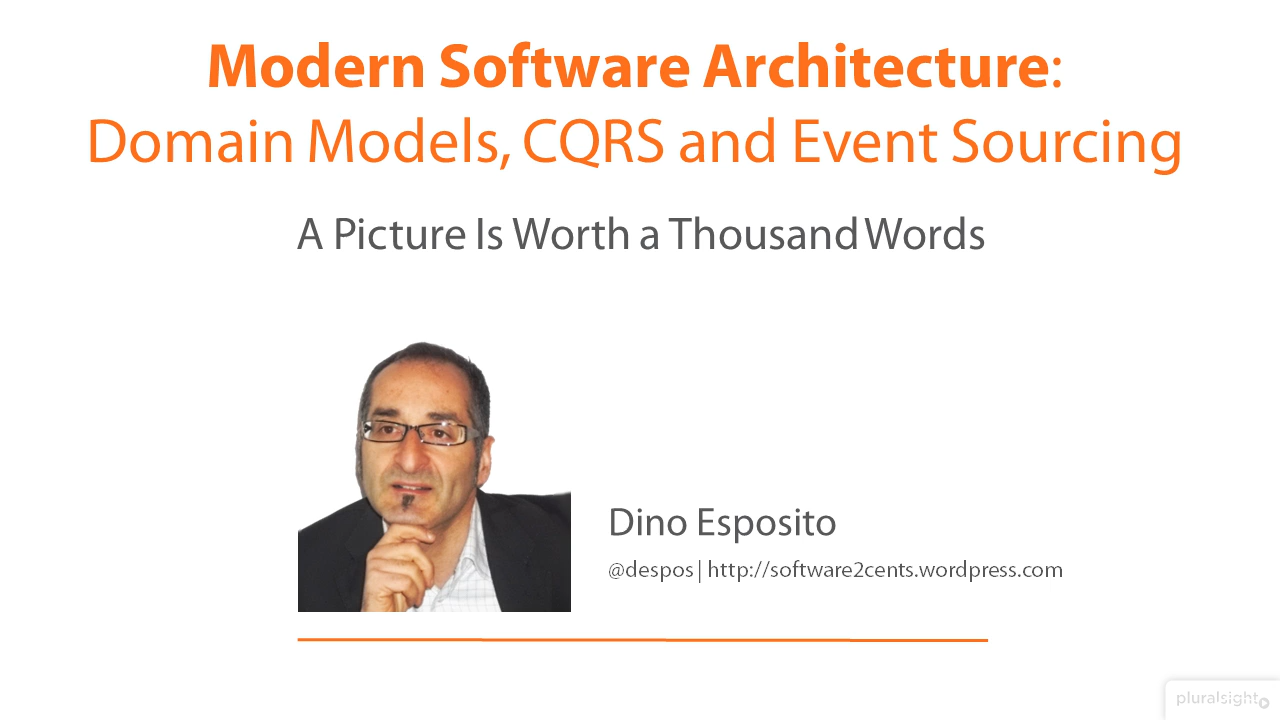 Modern Software Architecture:
Domain Models, CQRS and Event Sourcing
A Picture Is Worth a Thousand Words
Dino Esposito
@despos | http://software2cents.wordpress.com
pluralsight